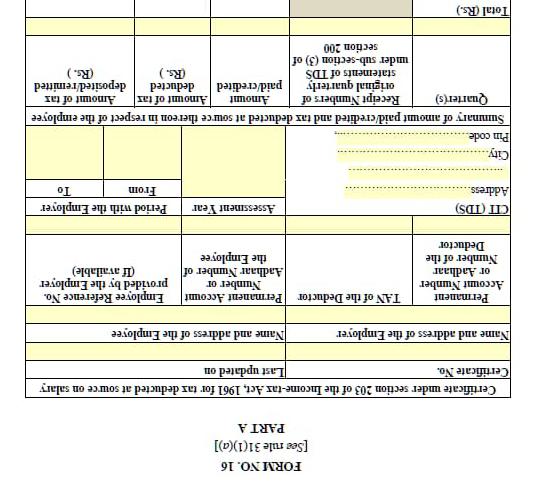 FORM NO. 16
[See rule 31(1)(a)]
PART A
Certificate under section 203 of the Income-tax Act, 1961 for tax deducted at source on salary
Certificate No.
Last updated on
Name and address of the Employer
Name and address of the Employee
Permanent
Account Number
or Aadhaar
Number of the
Deductor
TAN of the Deductor
Permanent Account
Number or
Aadhaar Number of
the Employee
Employee Reference No.
provided by the Employer
(If available)
CIT (TDS)
Address..........................................
..........................................
City..........................................
Pin code..........................................
Assessment Year
Period with the Employer
From
To
Summary of amount paid/credited and tax deducted at source thereon in respect of the employee
Quarter(s)
Receipt Numbers of
original quarterly
statements of TDS
under sub-section (3) of
section 200
Amount
paid/credited
Amount of tax
deducted
(Rs. )
Amount of tax
deposited/remitted
(Rs. )
Total (Rs.)